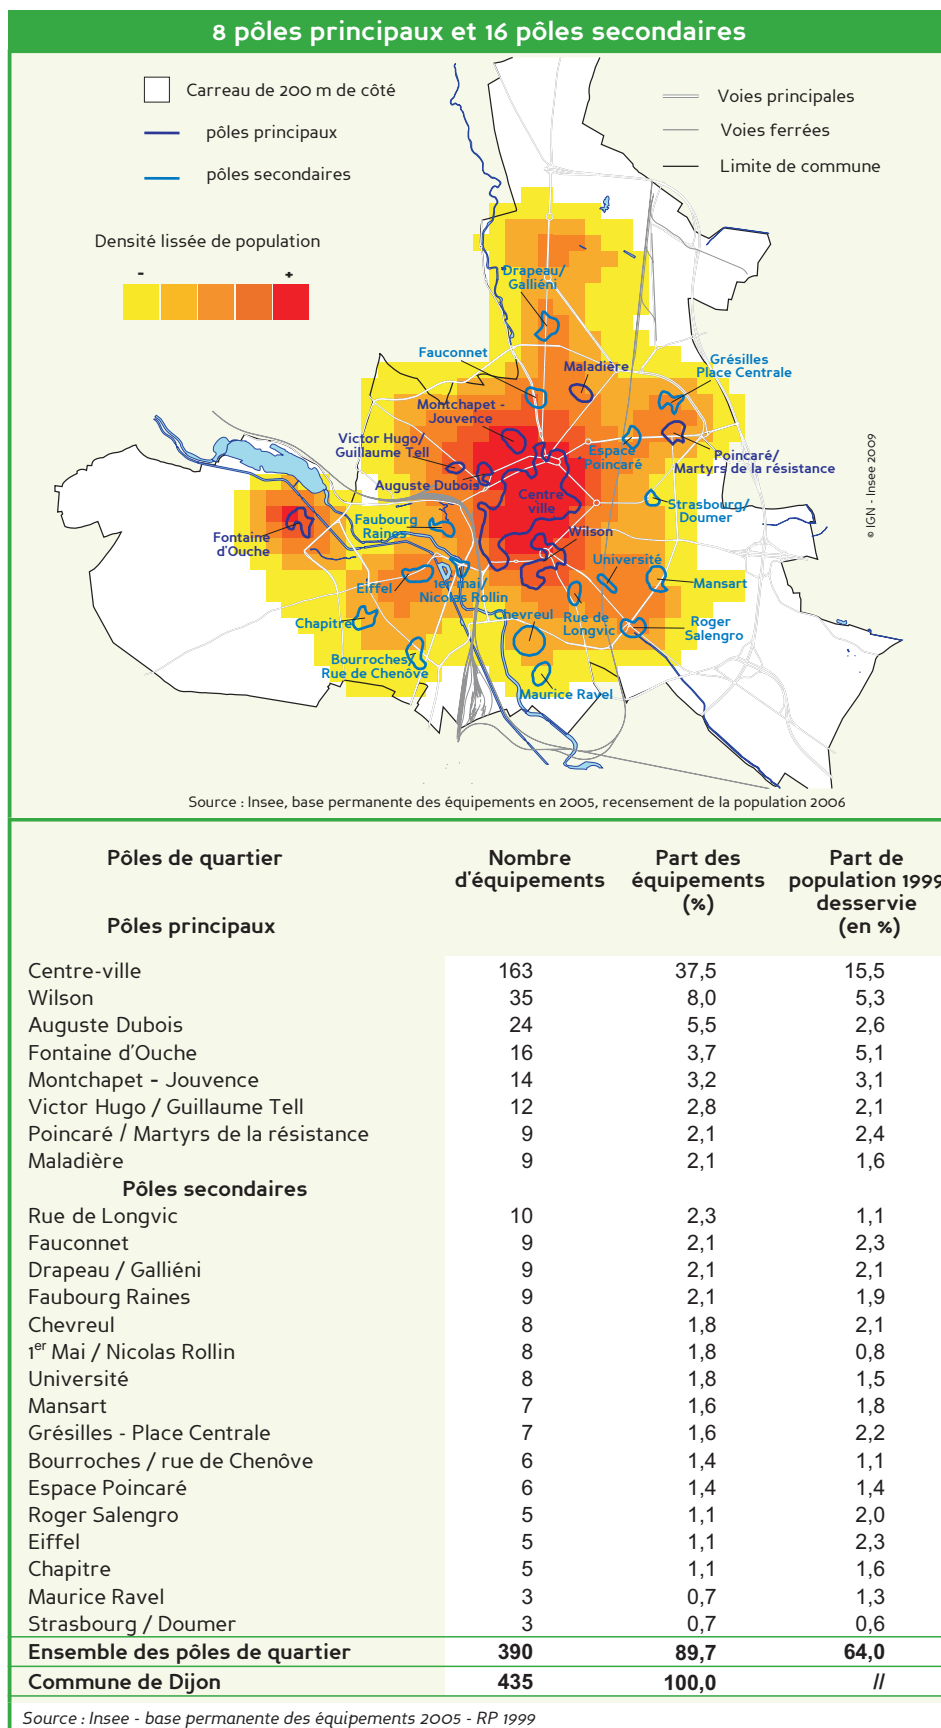 8 pôles principaux et 16 pôles secondaires
Carreau de 200 m de côté
pôles principaux
pôles secondaires
Voies principales
Voies ferrées
Limite de commune
Densité lissée de population
- +
Drapeau/
Galliéni
Fauconnet
Maladière
Grésilles
Place Centrale
Montchapet -
Jouvence
Victor Hugo/
Guillaume Tell
Espace
Poincaré
Poincaré/
Martyrs de la résistance
Auguste Dubois
Centre
ville
Strasbourg/
Doumer
Faubourg
Raines
Fontaine
d'Ouche
Wilson
Université
Eiffel
1er mai/
Nicolas Rollin
Mansart
Chapitre
Chevreul
Rue de
Longvic
Roger
Salengro
Bourroches/
Rue de Chenôve
Maurice Ravel
© IGN - Insee 2009
Source : Insee, base permanente des équipements en 2005, recensement de la population 2006
Pôles de quartier Nombre d'équipements Part des équipements (%) Part de population 1999 desservie (en %)
Pôles principaux
Centre-ville 163 37,5 15,5
Wilson 35 8,0 5,3
Auguste Dubois 24 5,5 2,6
Fontaine d'Ouche 16 3,7 5,1
Montchapet - Jouvence 14 3,2 3,1
Victor Hugo / Guillaume Tell 12 2,8 2,1
Poincaré / Martyrs de la résistance 9 2,1 2,4
Maladière 9 2,1 1,6
Pôles secondaires
Rue de Longvic 10 2,3 1,1
Fauconnet 9 2,1 2,3
Drapeau / Galliéni 9 2,1 2,1
Faubourg Raines 9 2,1 1,9
Chevreul 8 1,8 2,1
1er Mai / Nicolas Rollin 8 1,8 0,8
Université 8 1,8 1,5
Mansart 7 1,6 1,8
Grésilles - Place Centrale 7 1,6 2,2
Bourroches / rue de Chenôve 6 1,4 1,1
Espace Poincaré 6 1,4 1,4
Roger Salengro 5 1,1 2,0
Eiffel 5 1,1 2,3
Chapitre 5 1,1 1,6
Maurice Ravel 3 0,7 1,3
Strasbourg / Doumer 3 0,7 0,6
Ensemble des pôles de quartier 390 89,7 64,0
Commune de Dijon 435 100,0 //
Source : Insee - base permanente des équipements 2005 - RP 1999